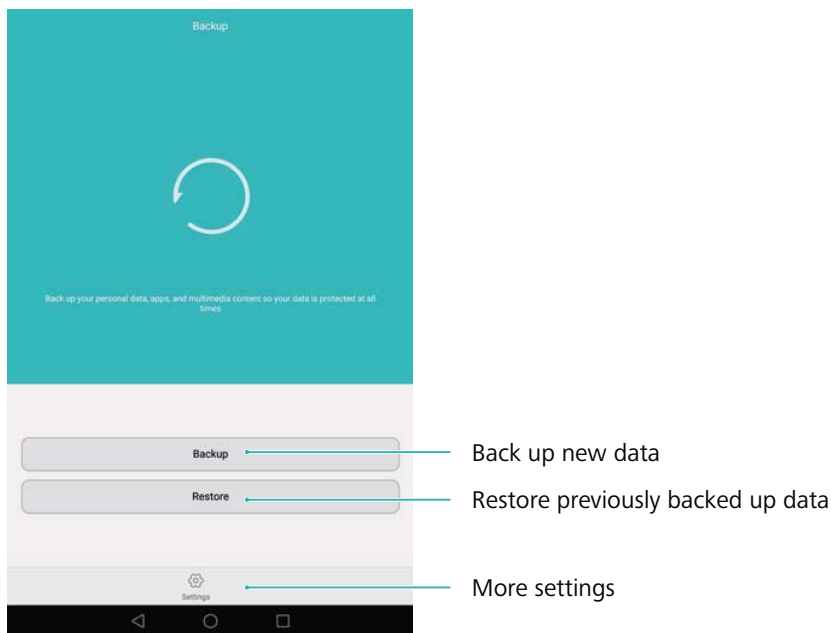 Backup
Back up your personal data, apps, and multimedia content so your data is protected at all
times
Backup
Back up new data
Restore
Restore previously backed up data
Settings
More settings